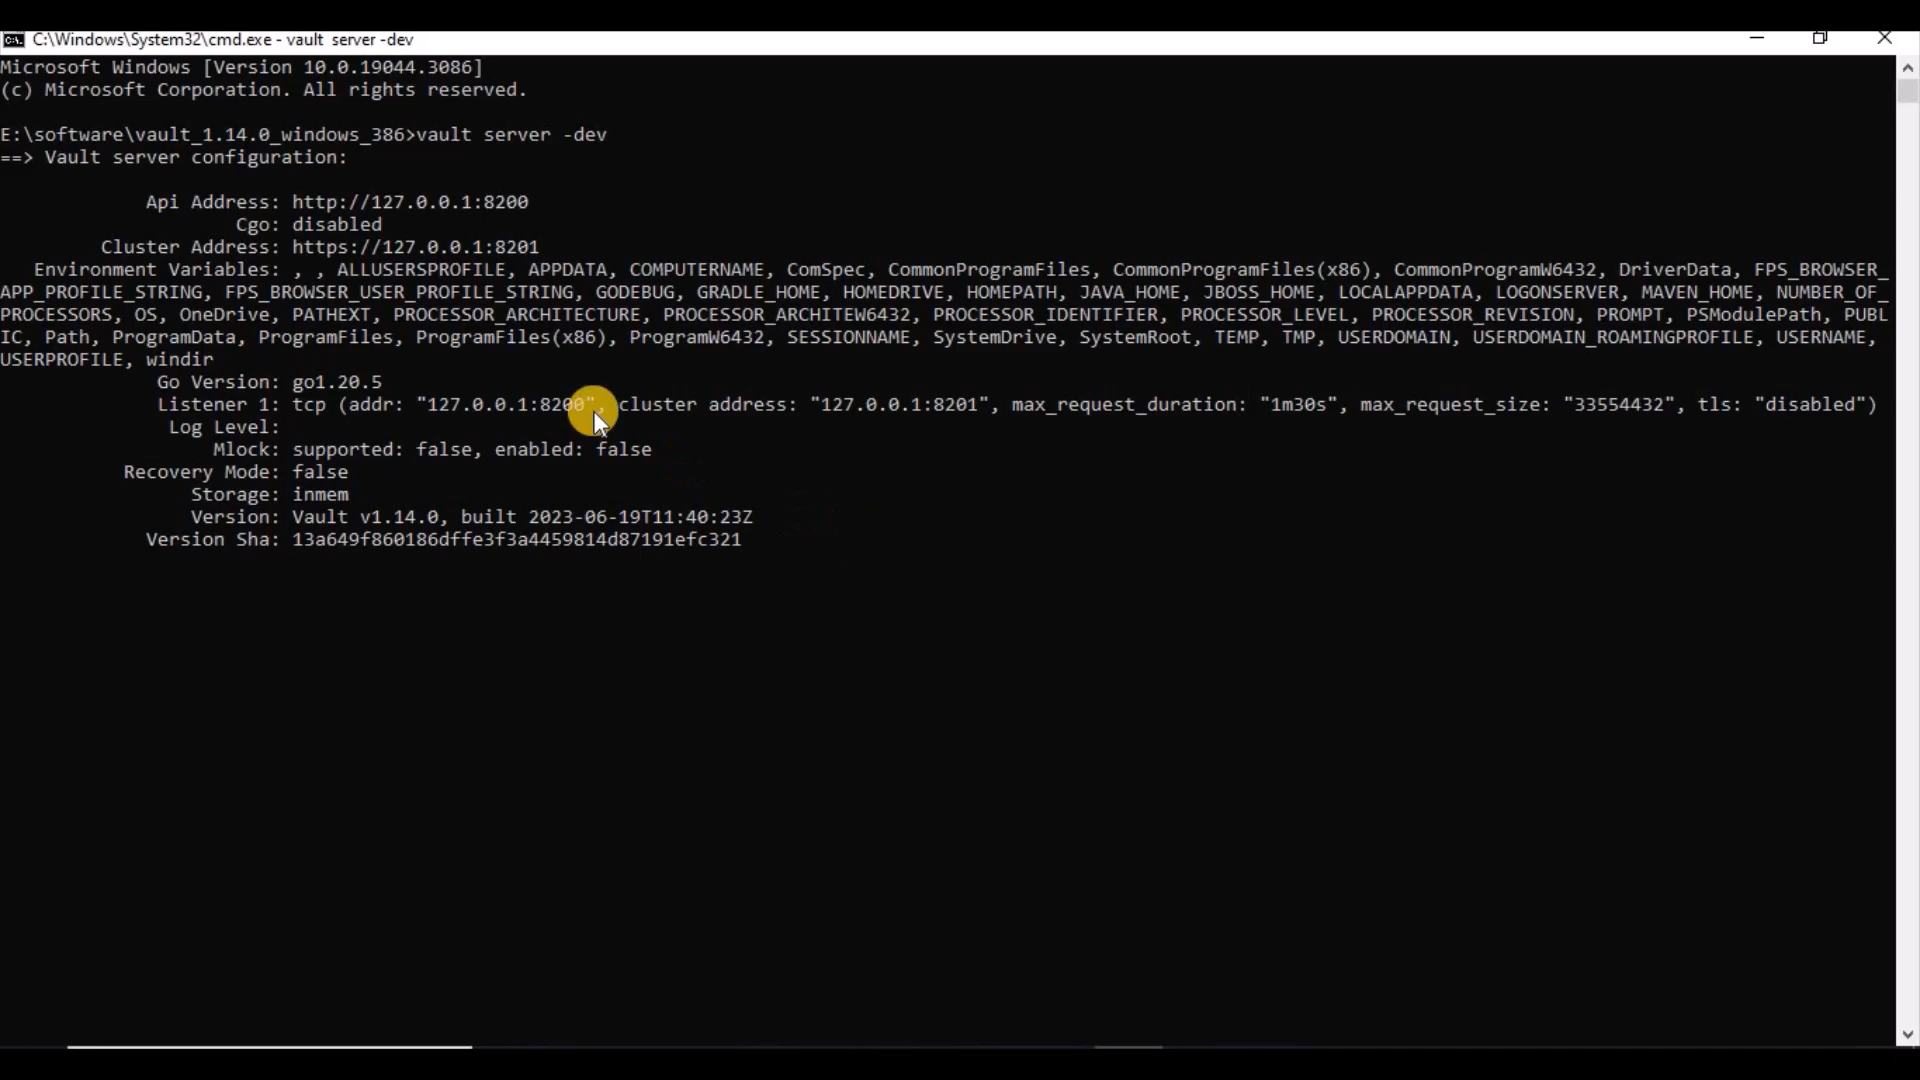 C:\Windows\System32\cmd.exe - vault  server -dev
Microsoft Windows [Version 10.0.19044.3086]
(c) Microsoft Corporation. All rights reserved.
E:\software\vault_1.14.0_windows_386>vault server -dev
==> Vault server configuration:
Api Address: http://127.0.0.1:8200
Cgo: disabled
Cluster Address: https://127.0.0.1:8201
Environment Variables: , , ALLUSERSPROFILE, APPDATA, COMPUTERNAME, ComSpec, CommonProgramFiles, CommonProgramFiles(x86), CommonProgramW6432, DriverData, FPS_BROWSER_
APP_PROFILE_STRING, FPS_BROWSER_USER_PROFILE_STRING, GODEBUG, GRADLE_HOME, HOMEDRIVE, HOMEPATH, JAVA_HOME, JBOSS_HOME, LOCALAPPDATA, LOGONSERVER, MAVEN_HOME, NUMBER_OF_
PROCESSORS, OS, OneDrive, PATHEXT, PROCESSOR_ARCHITECTURE, PROCESSOR_ARCHITEW6432, PROCESSOR_IDENTIFIER, PROCESSOR_LEVEL, PROCESSOR_REVISION, PROMPT, PSModulePath, PUBL
IC, Path, ProgramData, ProgramFiles, ProgramFiles(x86), ProgramW6432, SESSIONNAME, SystemDrive, SystemRoot, TEMP, TMP, USERDOMAIN, USERDOMAIN_ROAMINGPROFILE, USERNAME,
USERPROFILE, windir
Go Version: go1.20.5
Listener 1: tcp (addr: "127.0.0.1:8200", cluster address: "127.0.0.1:8201", max_request_duration: "1m30s", max_request_size: "33554432", tls: "disabled")
Log Level:
Mlock: supported: false, enabled: false
Recovery Mode: false
Storage: inmem
Version: Vault v1.14.0, built 2023-06-19T11:40:23Z
Version Sha: 13a649f860186dffe3f3a4459814d87191efc321